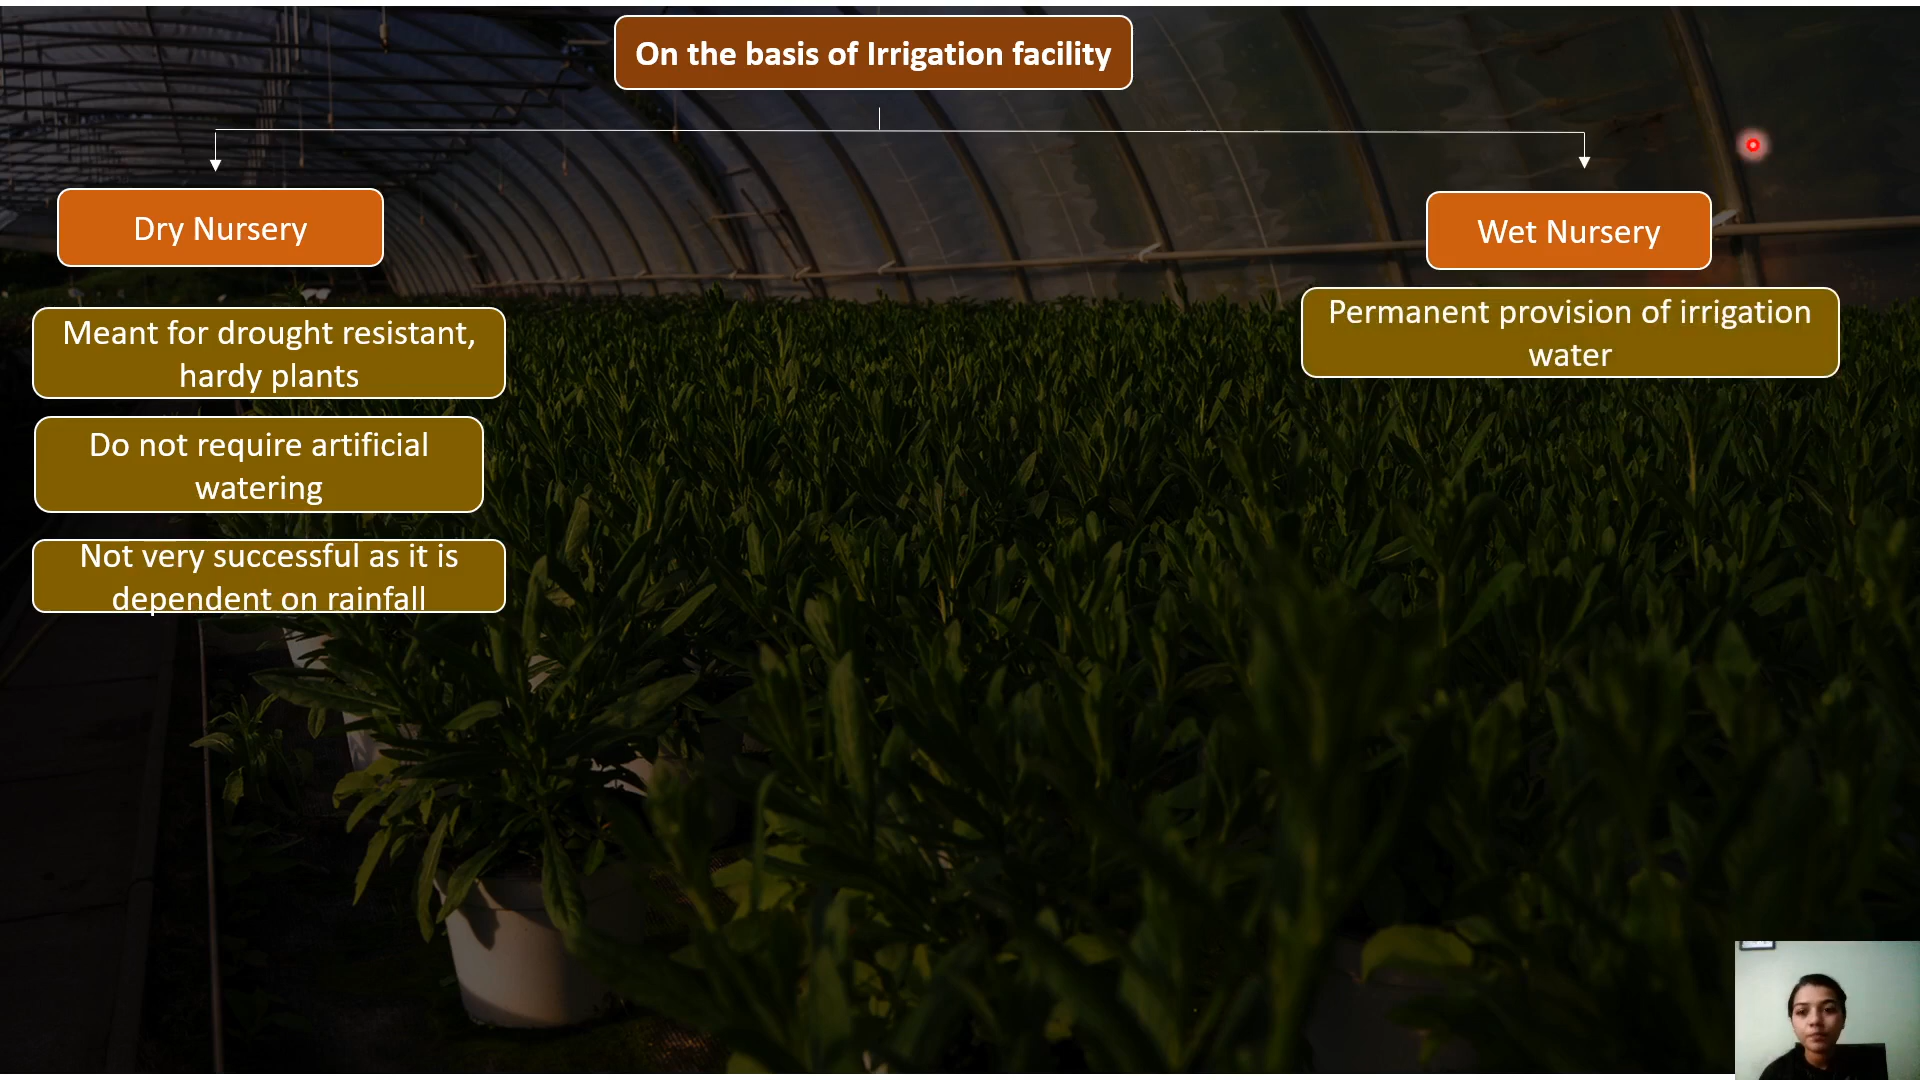 On the basis of Irrigation facility
Dry Nursery
Meant for drought resistant,
hardy plants
Do not require artificial
watering
Not very successful as it is
dependent on rainfall
Wet Nursery
Permanent provision of irrigation
water